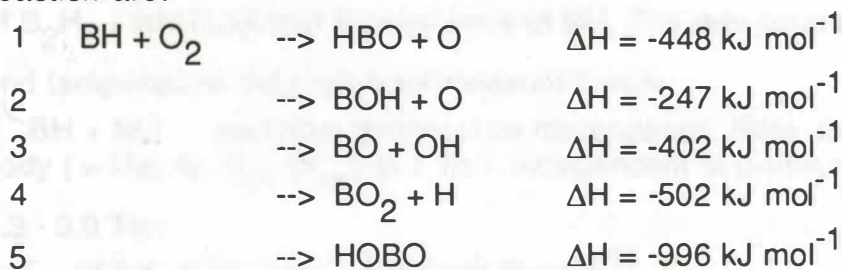 1 BH + O₂ --> HBO + O ΔH = -448 kJ mol⁻¹
2 --> BOH + O ΔH = -247 kJ mol⁻¹
3 --> BO + OH ΔH = -402 kJ mol⁻¹
4 --> BO₂ + H ΔH = -502 kJ mol⁻¹
5 --> HOBO ΔH = -996 kJ mol⁻¹